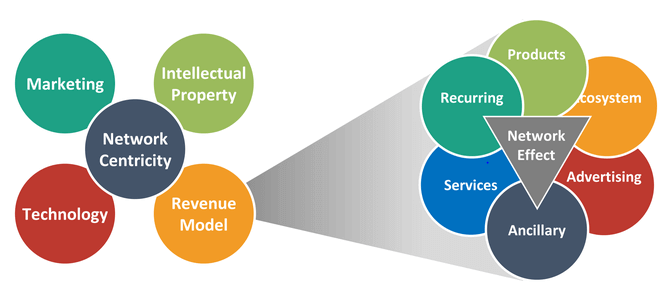 Marketing
Intellectual
Property
Network
Centricity
Technology
Revenue
Model
Products
Recurring
cosystem
Network
Effect
Services
Advertising
Ancillary